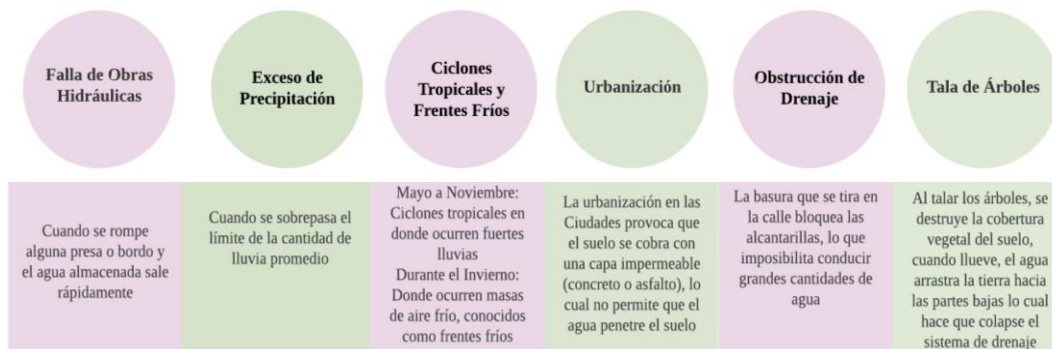 Falla de Obras
Hidráulicas
Exceso de
Precipitación
Ciclones
Tropicales y
Frentes Fríos
Urbanización
Obstrucción de
Drenaje
Tala de Árboles
Cuando se rompe
alguna presa o bordo y
el agua almacenada sale
rápidamente
Cuando se sobrepasa el
límite de la cantidad de
lluvia promedio
Mayo a Noviembre:
Ciclones tropicales en
donde ocurren fuertes
lluvias
Durante el Invierno:
Donde ocurren masas
de aire frío, conocidos
como frentes fríos
La urbanización en las
Ciudades provoca que
el suelo se cobra con
una capa impermeable
(concreto o asfalto), lo
cual no permite que el
agua penetre el suelo
La basura que se tira en
la calle bloquea las
alcantarillas, lo que
imposibilita conducir
grandes cantidades de
agua
Al talar los árboles, se
destruye la cobertura
vegetal del suelo,
cuando llueve, el agua
arrastra la tierra hacia
las partes bajas lo cual
hace que colapse el
sistema de drenaje